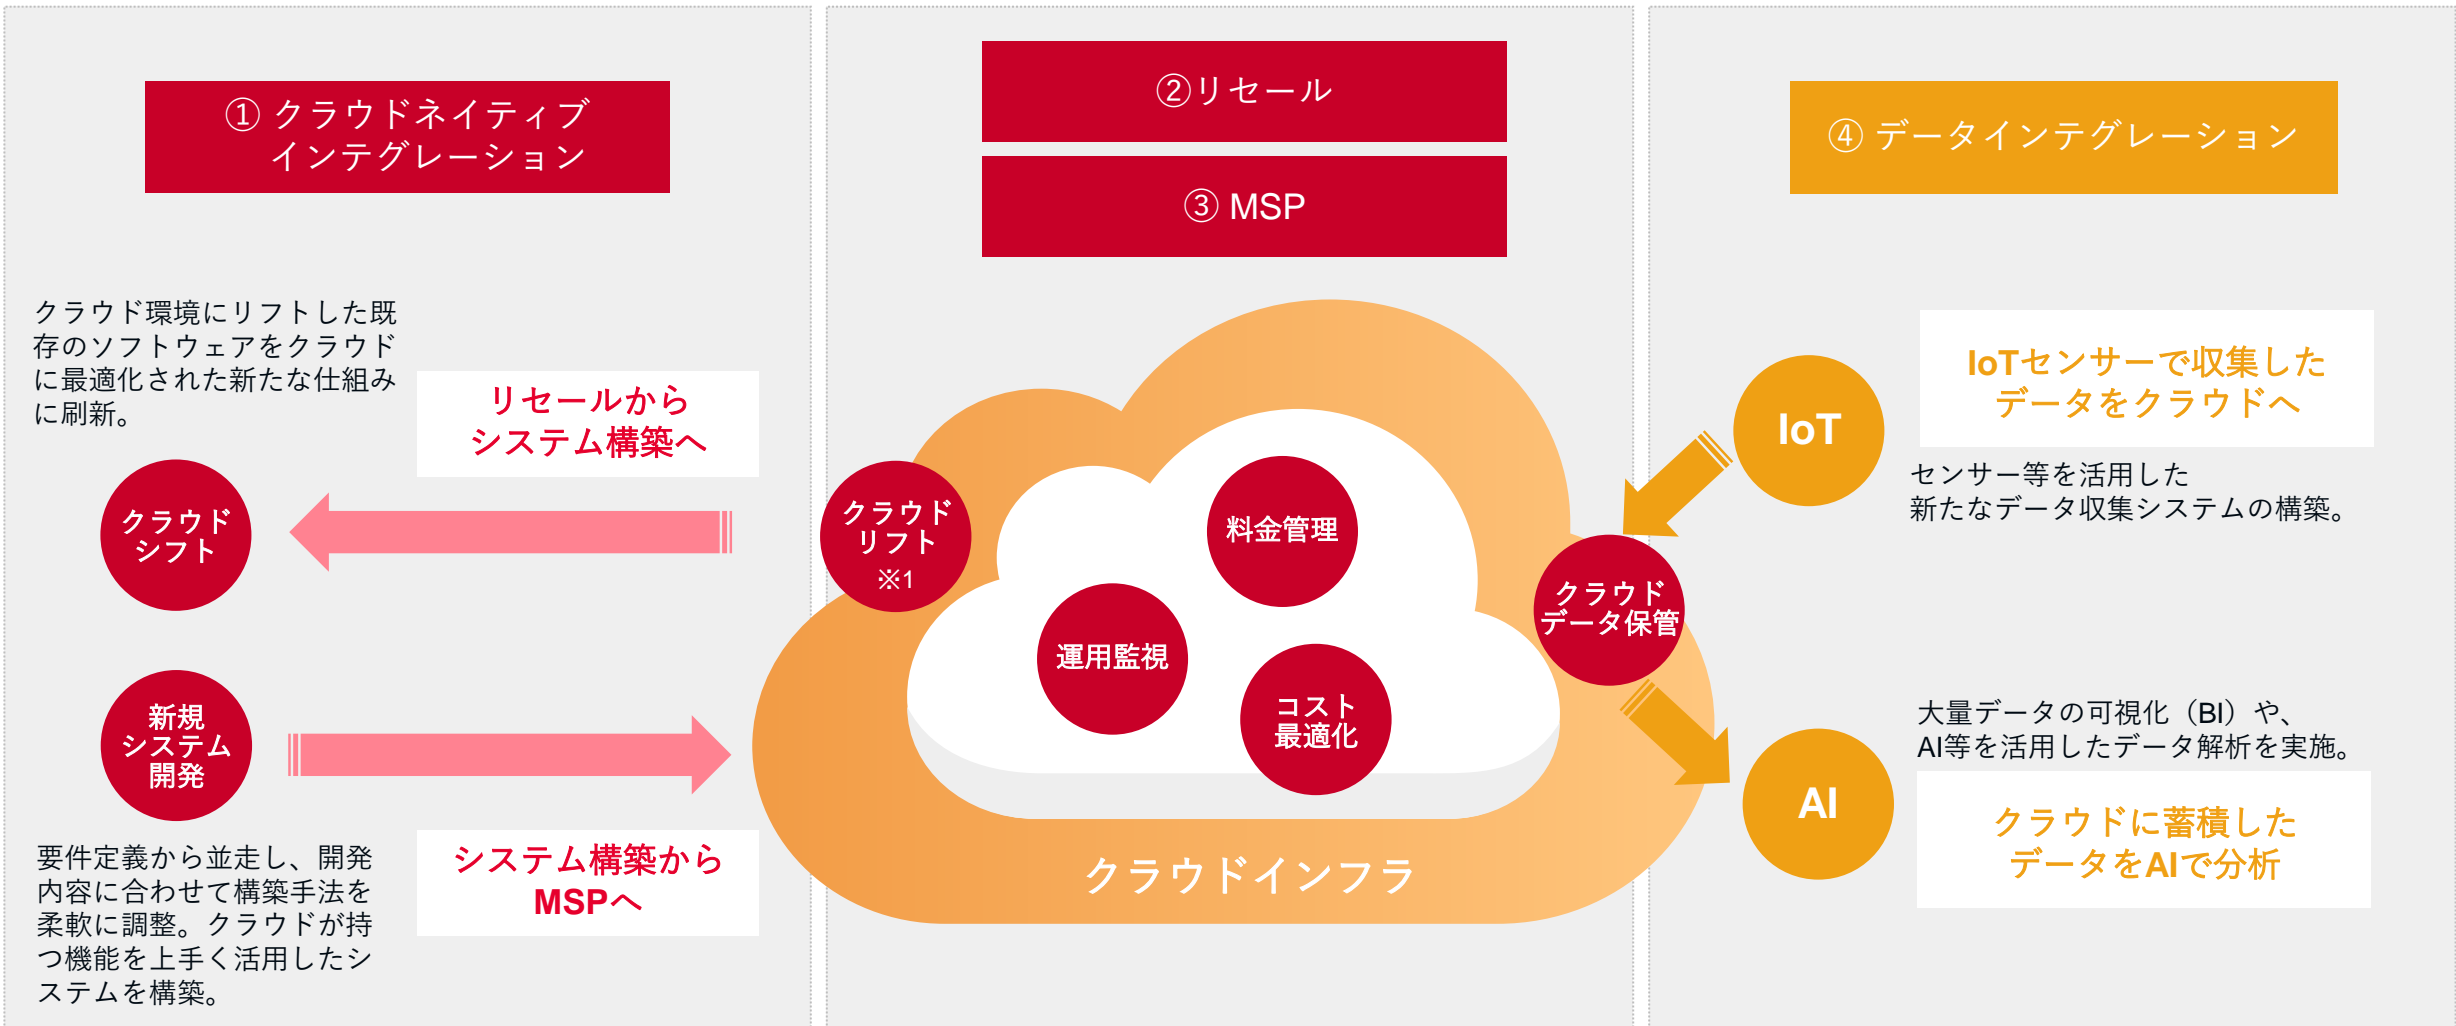 ① クラウドネイティブ
インテグレーション
クラウド環境にリフトした既
存のソフトウェアをクラウド
に最適化された新たな仕組み
に刷新。
リセールから
システム構築へ
クラウド
シフト
新規
システム
開発
システム構築から
MSPへ
要件定義から並走し、開発
内容に合わせて構築手法を
柔軟に調整。クラウドが持
つ機能を上手く活用したシ
ステムを構築。
②リセール
③ MSP
クラウド
リフト
※1
料金管理
運用監視
コスト
最適化
クラウド
データ保管
クラウドインフラ
④ データインテグレーション
IoT
IoTセンサーで収集した
データをクラウドへ
センサー等を活用した
新たなデータ収集システムの構築。
大量データの可視化（BI）や、
AI等を活用したデータ解析を実施。
AI
クラウドに蓄積した
データをAIで分析